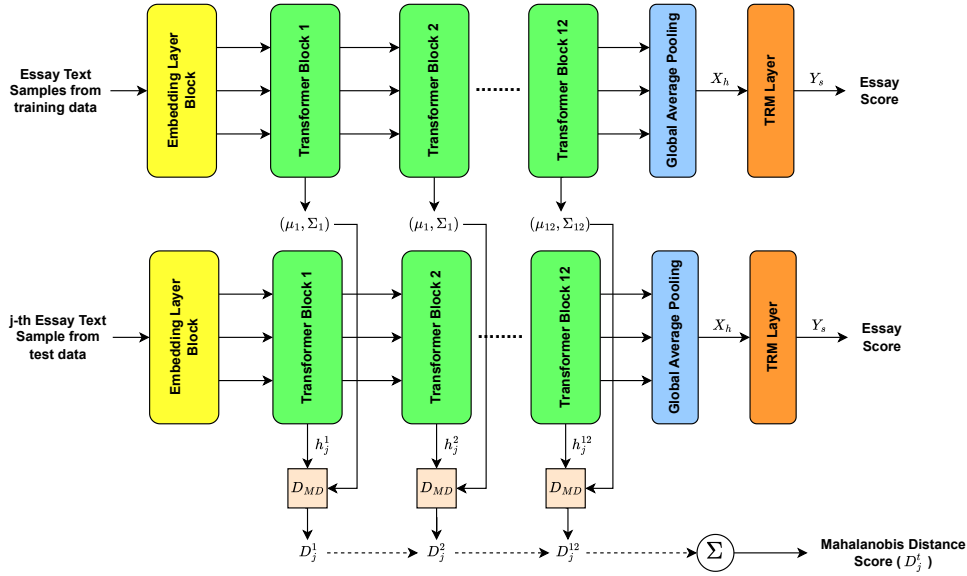 Essay Text
Samples from
training data
Embedding Layer
Block
Transformer Block 1
Transformer Block 2
Transformer Block 12
Global Average Pooling
X_h
TRM Layer
Y_s
Essay
Score
(μ_1, Σ_1)
(μ_1, Σ_1)
(μ_12, Σ_12)
j-th Essay Text
Sample from
test data
Embedding Layer
Block
Transformer Block 1
Transformer Block 2
Transformer Block 12
Global Average Pooling
X_h
TRM Layer
Y_s
Essay
Score
h_j^1
h_j^2
h_j^12
D_MD
D_MD
D_MD
D_j^1
D_j^2
D_j^12
Σ
Mahalanobis Distance
Score ( D_j^t )